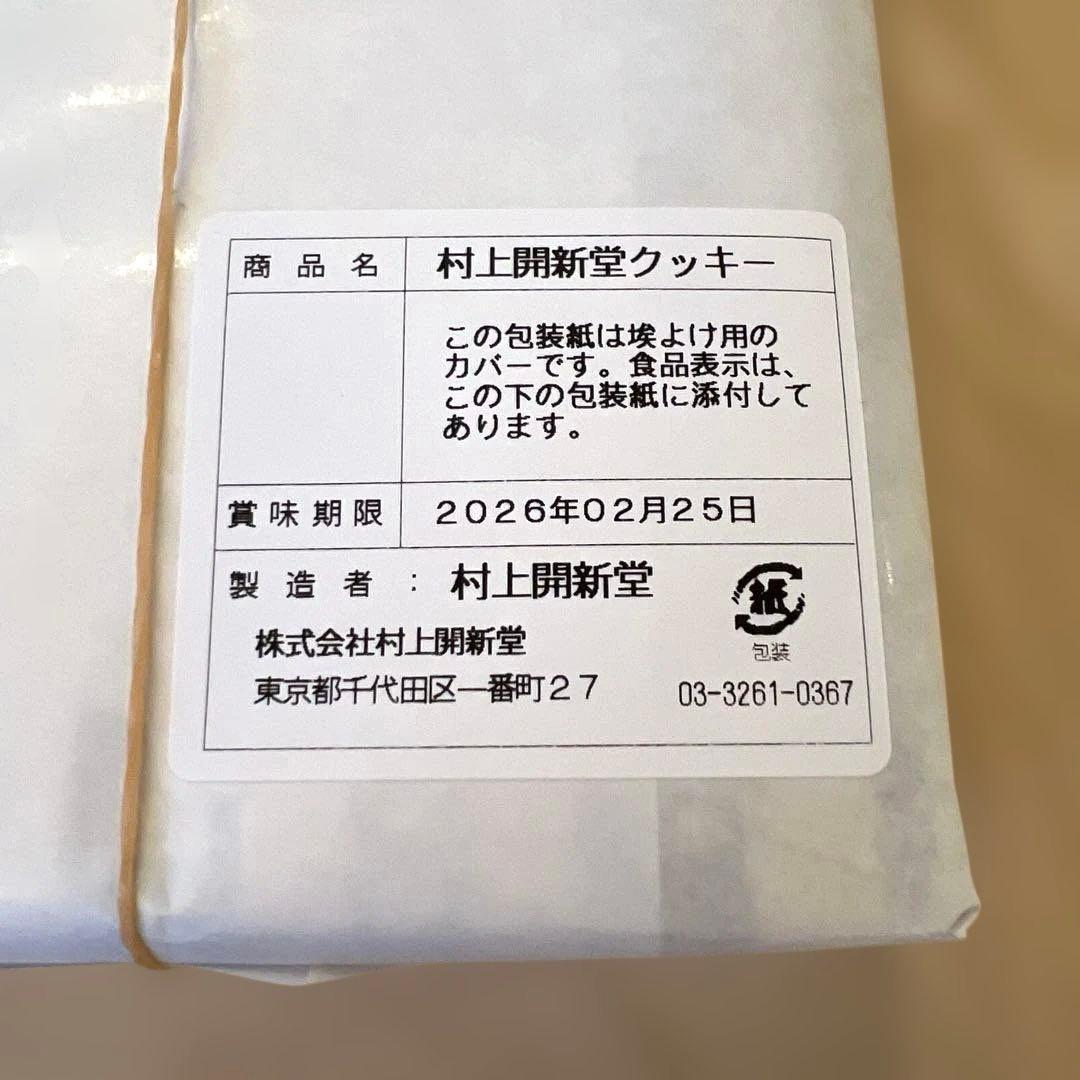 商品名 村上開新堂クッキー
この包装紙は埃よけ用の
カバーです。食品表示は、
この下の包装紙に添付して
あります。
賞味期限 2026年02月25日
製造者： 村上開新堂
紙
包装
株式会社村上開新堂
東京都千代田区一番町27 03-3261-0367